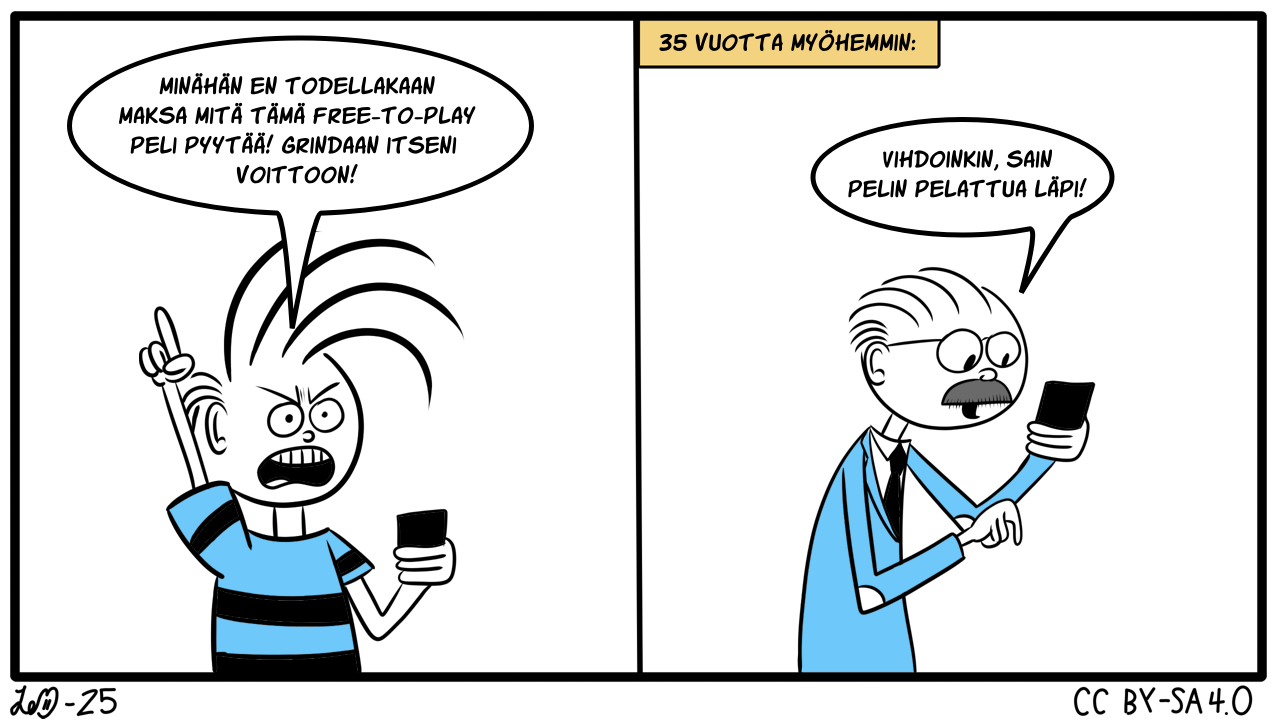 MINÄHÄN EN TODELLAKAAN
MAKSA MITÄ TÄMÄ FREE-TO-PLAY
PELI PYYTÄÄ! GRINDAAN ITSENI
VOITTOON!
35 VUOTTA MYÖHEMMIN:
VIHDOINKIN, SAIN
PELIN PELATTUA LÄPI!
-25
CC BY-SA 4.0